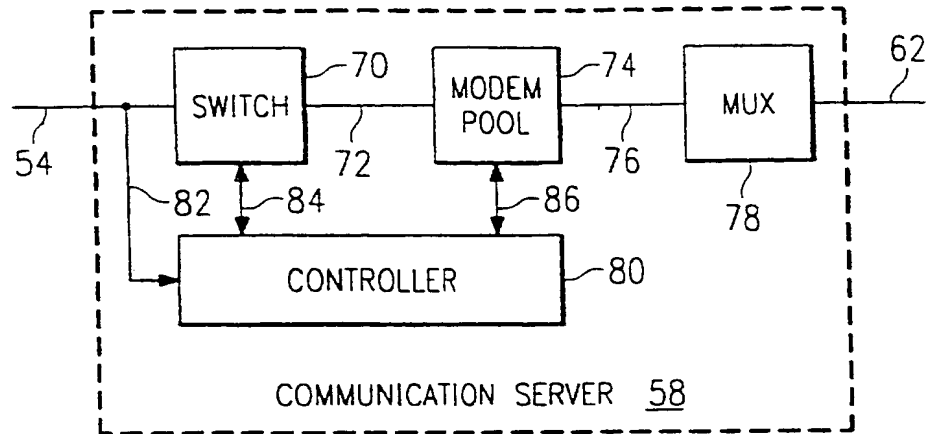 70
74
62
SWITCH
MODEM
POOL
MUX
54
72
76
82
84
86
78
CONTROLLER
80
COMMUNICATION SERVER 58